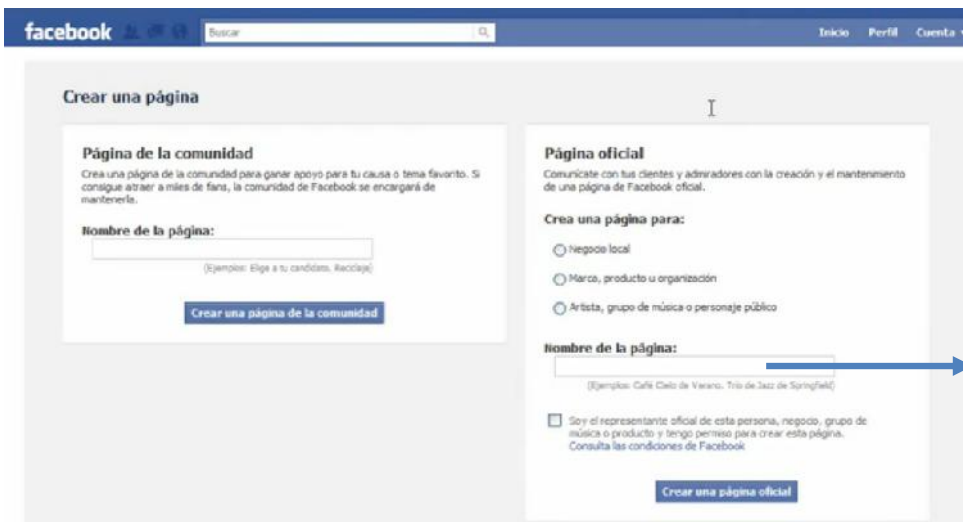 facebook
Buscar
Inicio Perfil Cuenta
Crear una página
Página de la comunidad
Crea una página de la comunidad para ganar apoyo para tu causa o tema favorito. Si
consigue atraer a miles de fans, la comunidad de Facebook se encargará de
mantenerla.
Nombre de la página:
(Ejemplos: Elige a tu candidato, Reciclaje)
Crear una página de la comunidad
Página oficial
Comunícate con tus clientes y admiradores con la creación y el mantenimiento
de una página de Facebook oficial.
Crea una página para:
Negocio local
Marca, producto u organización
Artista, grupo de música o personaje público
Nombre de la página:
(Ejemplos: Café Cielo de Verano, Trío de Jazz de Springfield)
Soy el representante oficial de esta persona, negocio, grupo de
música o producto y tengo permiso para crear esta página.
Consulta las condiciones de Facebook
Crear una página oficial